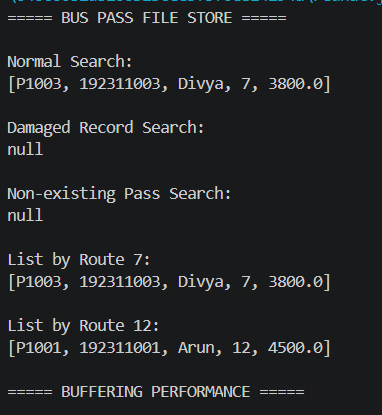 ===== BUS PASS FILE STORE =====
Normal Search:
[P1003, 192311003, Divya, 7, 3800.0]
Damaged Record Search:
null
Non-existing Pass Search:
null
List by Route 7:
[P1003, 192311003, Divya, 7, 3800.0]
List by Route 12:
[P1001, 192311001, Arun, 12, 4500.0]
===== BUFFERING PERFORMANCE =====